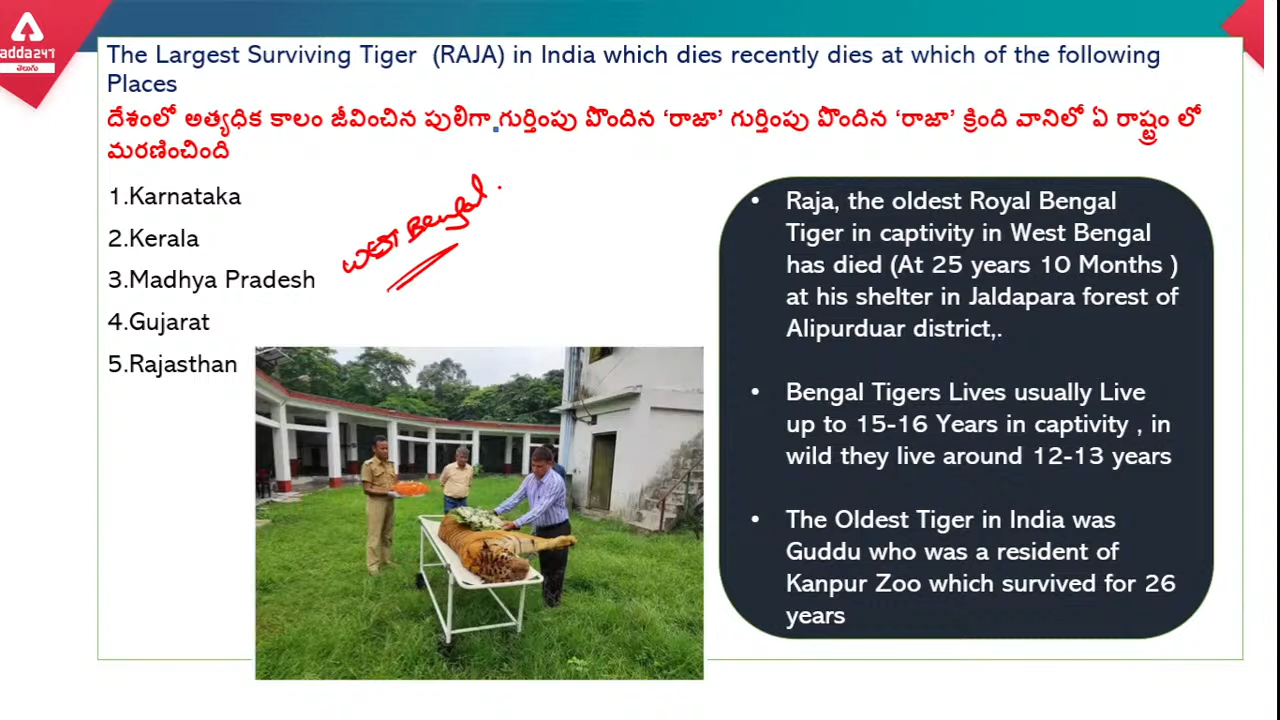 adda247
తెలుగు
The Largest Surviving Tiger (RAJA) in India which dies recently dies at which of the following
Places
దేశంలో అత్యధిక కాలం జీవించిన పులిగా గుర్తింపు పొందిన ‘రాజా’ గుర్తింపు పొందిన ‘రాజా’ క్రింది వానిలో ఏ రాష్ట్రం లో
మరణించింది
1.Karnataka
2.Kerala
3.Madhya Pradesh
4.Gujarat
5.Rajasthan
West Bengal.
• Raja, the oldest Royal Bengal
Tiger in captivity in West Bengal
has died (At 25 years 10 Months )
at his shelter in Jaldapara forest of
Alipurduar district,.
• Bengal Tigers Lives usually Live
up to 15-16 Years in captivity , in
wild they live around 12-13 years
• The Oldest Tiger in India was
Guddu who was a resident of
Kanpur Zoo which survived for 26
years